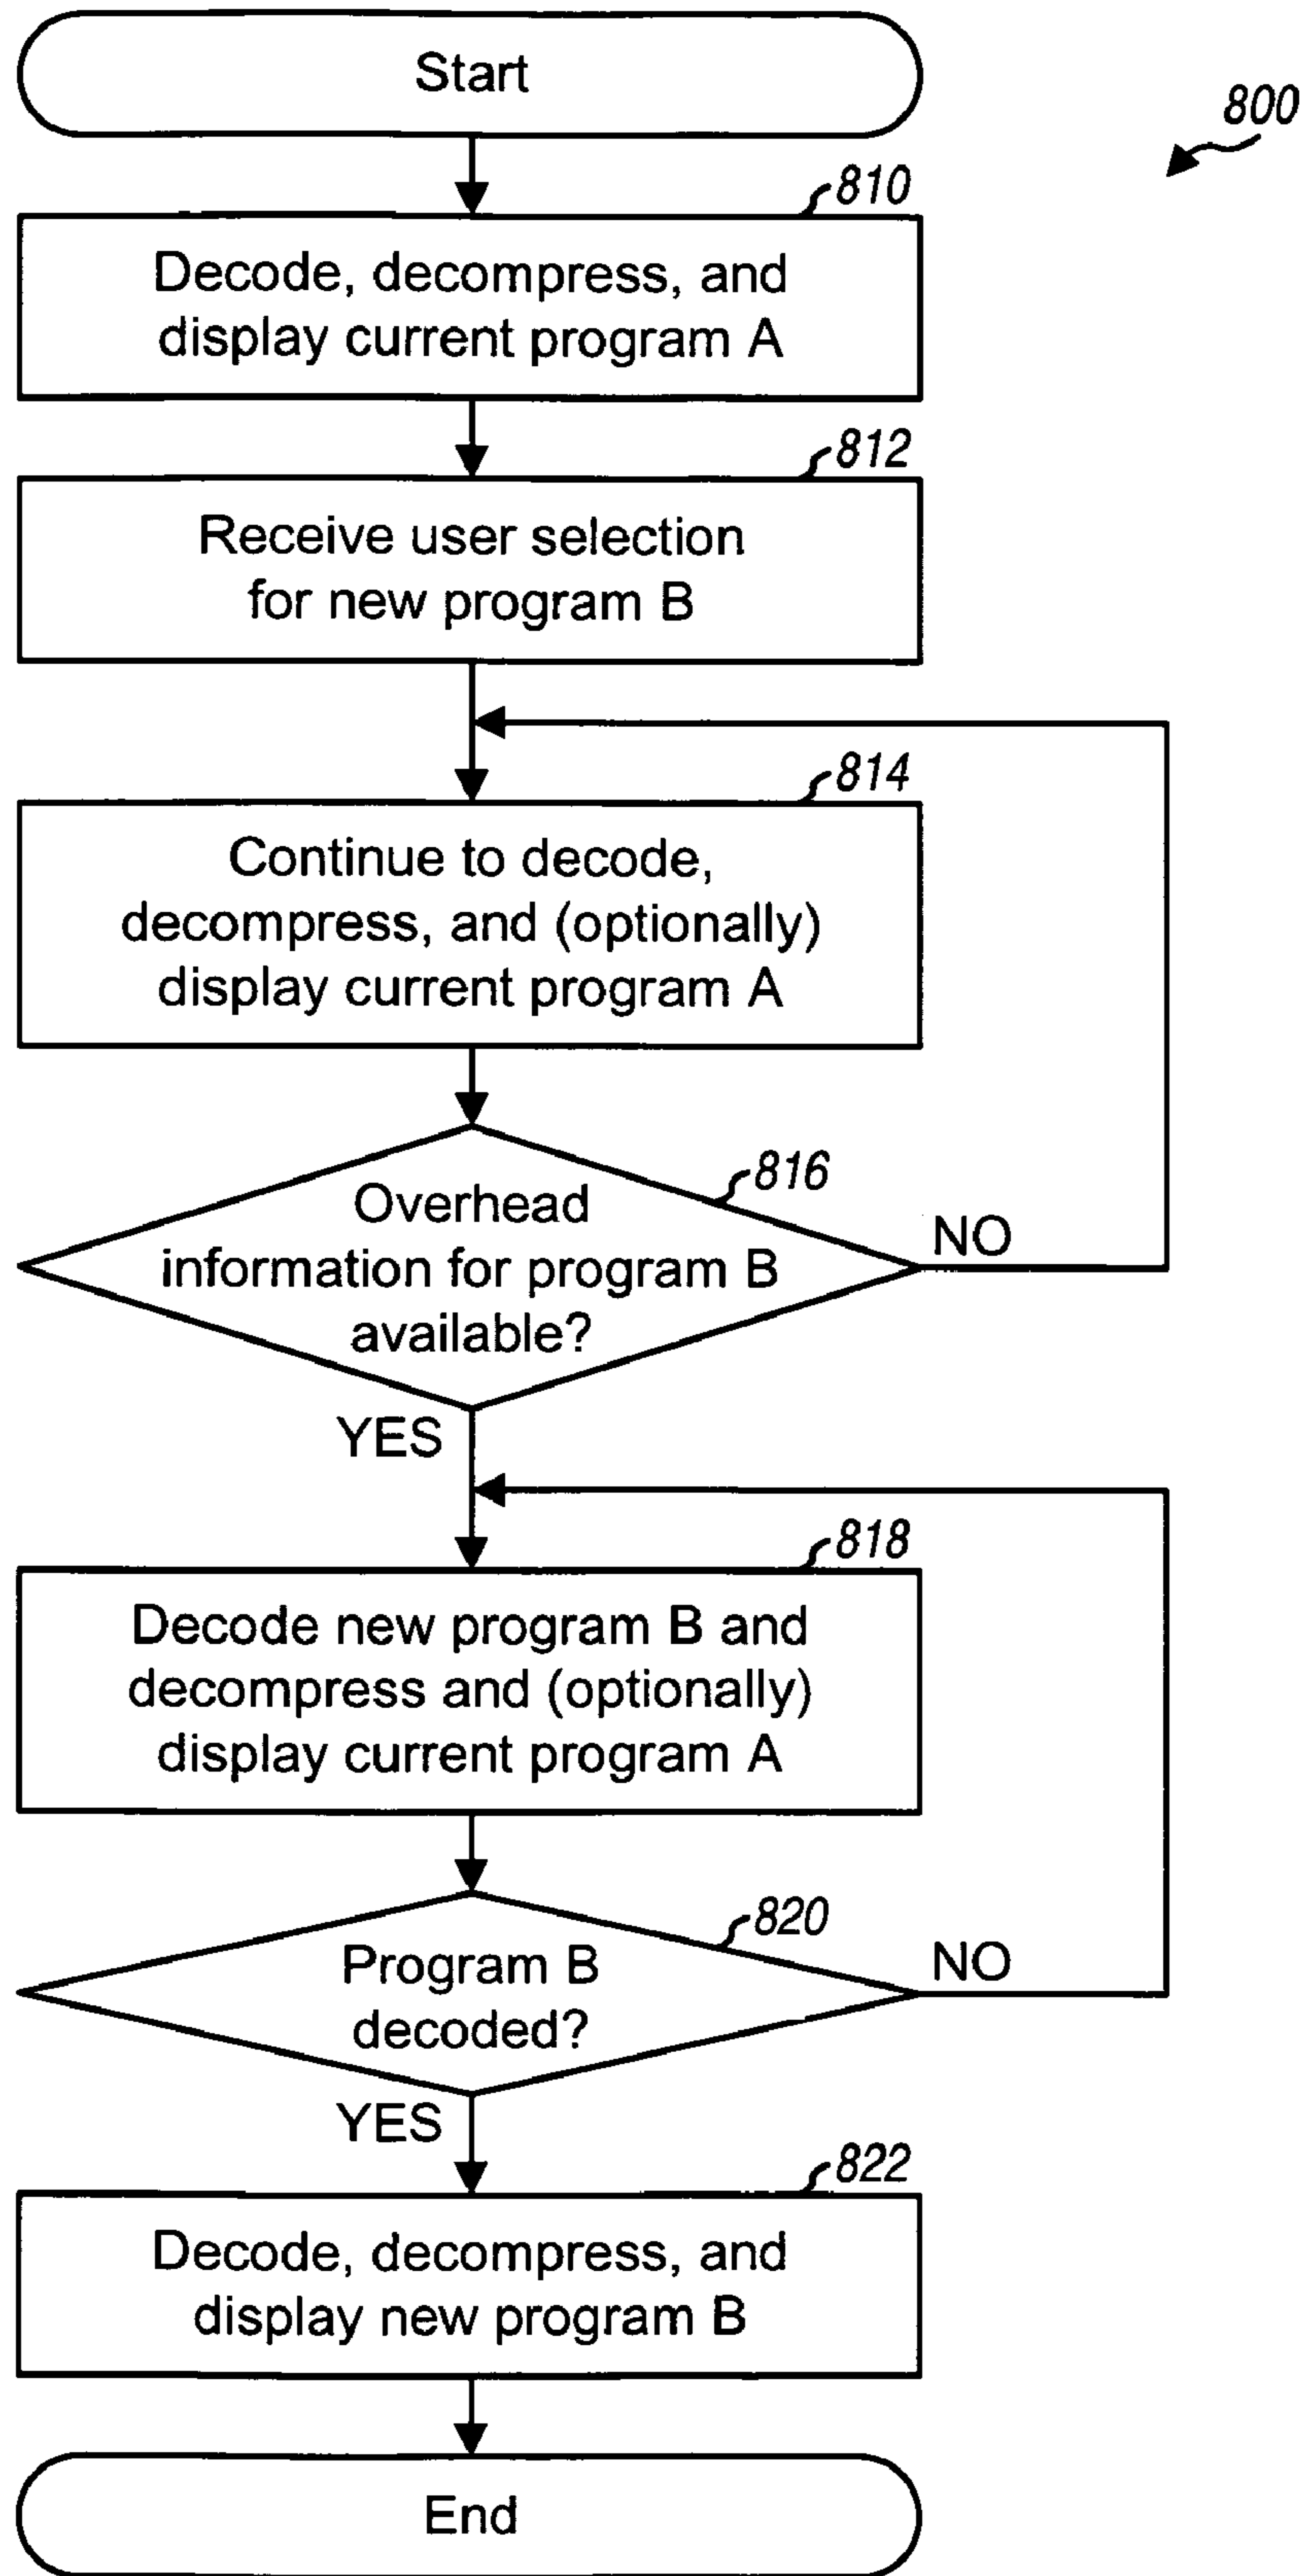 Start
800
810
Decode, decompress, and
display current program A
812
Receive user selection
for new program B
814
Continue to decode,
decompress, and (optionally)
display current program A
816
Overhead
information for program B
available?
NO
YES
818
Decode new program B and
decompress and (optionally)
display current program A
820
Program B
decoded?
NO
YES
822
Decode, decompress, and
display new program B
End